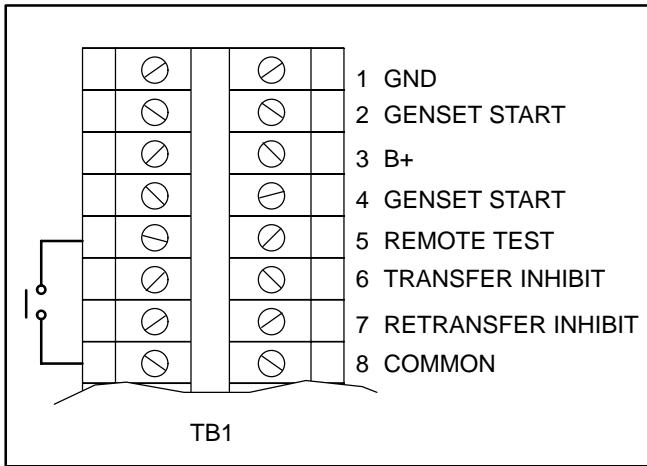 1 GND
2 GENSET START
3 B+
4 GENSET START
5 REMOTE TEST
6 TRANSFER INHIBIT
7 RETRANSFER INHIBIT
8 COMMON
TB1